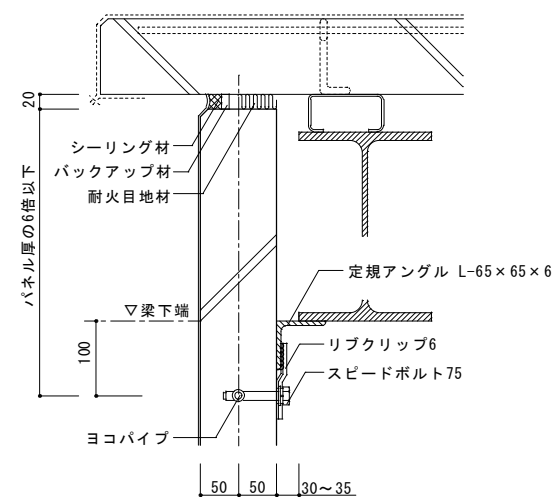 20
シーリング材
バックアップ材
耐火目地材
パネル厚の6倍以下
定規アングル L-65×65×6
▽梁下端
リブクリップ6
100
スピードボルト75
ヨコパイプ
50
50
30〜35